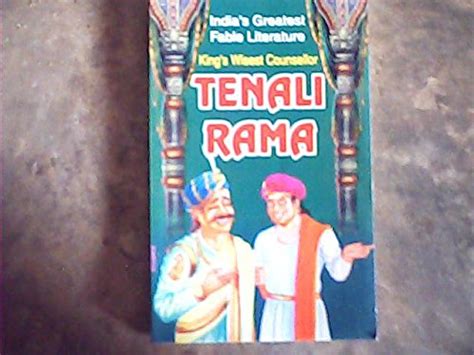 India's Greatest
Fable Literature
King's Wisest Counsellor
TENALI
RAMA